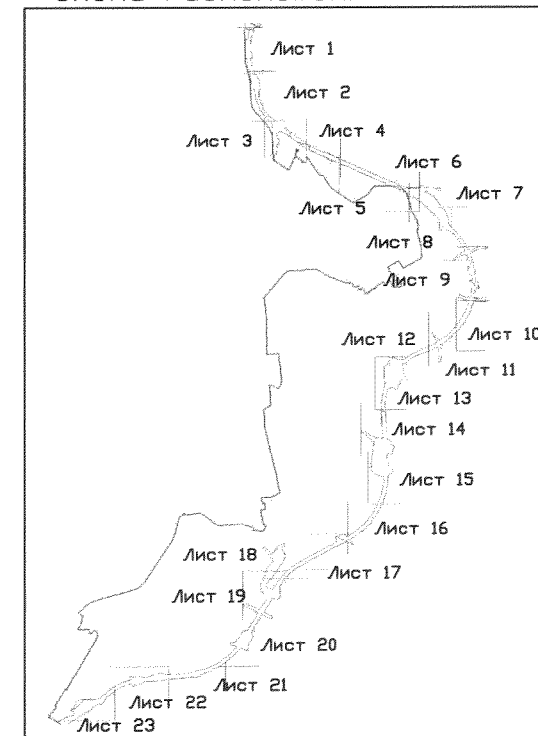 Лист 1
Лист 2
Лист 3
Лист 4
Лист 5
Лист 6
Лист 7
Лист 8
Лист 9
Лист 10
Лист 11
Лист 12
Лист 13
Лист 14
Лист 15
Лист 16
Лист 17
Лист 18
Лист 19
Лист 20
Лист 21
Лист 22
Лист 23